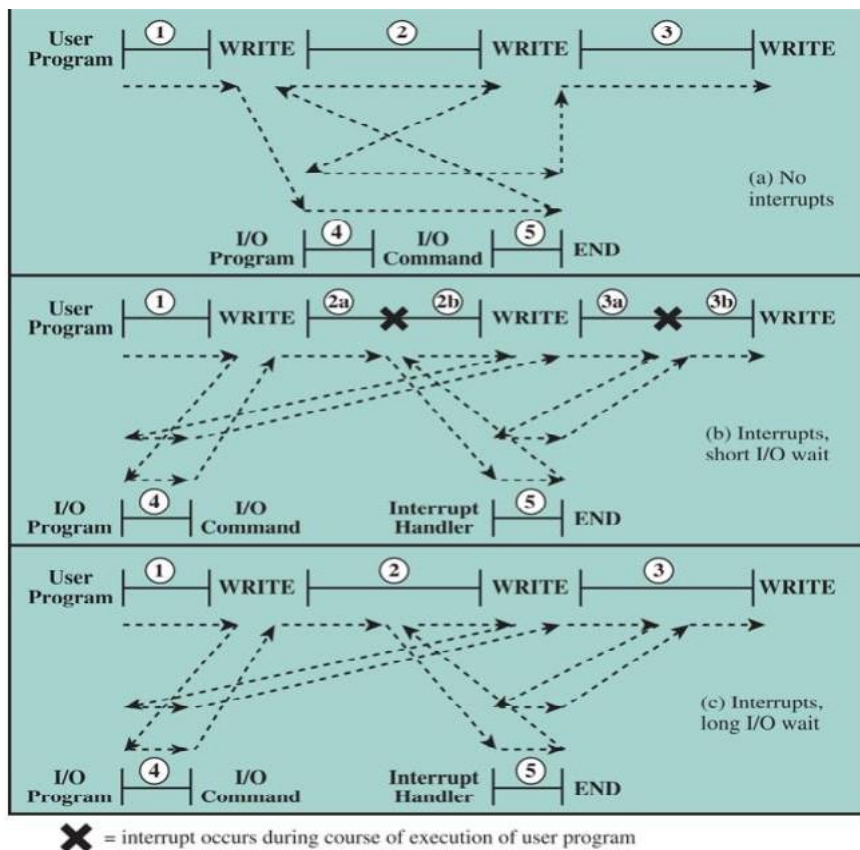 User Program 1 WRITE 2 WRITE 3 WRITE
(a) No
interrupts
I/O Program 4 I/O Command 5 END
User Program 1 WRITE 2a 2b WRITE 3a 3b WRITE
(b) Interrupts,
short I/O wait
I/O Program 4 I/O Command Interrupt Handler 5 END
User Program 1 WRITE 2 WRITE 3 WRITE
(c) Interrupts,
long I/O wait
I/O Program 4 I/O Command Interrupt Handler 5 END
= interrupt occurs during course of execution of user program